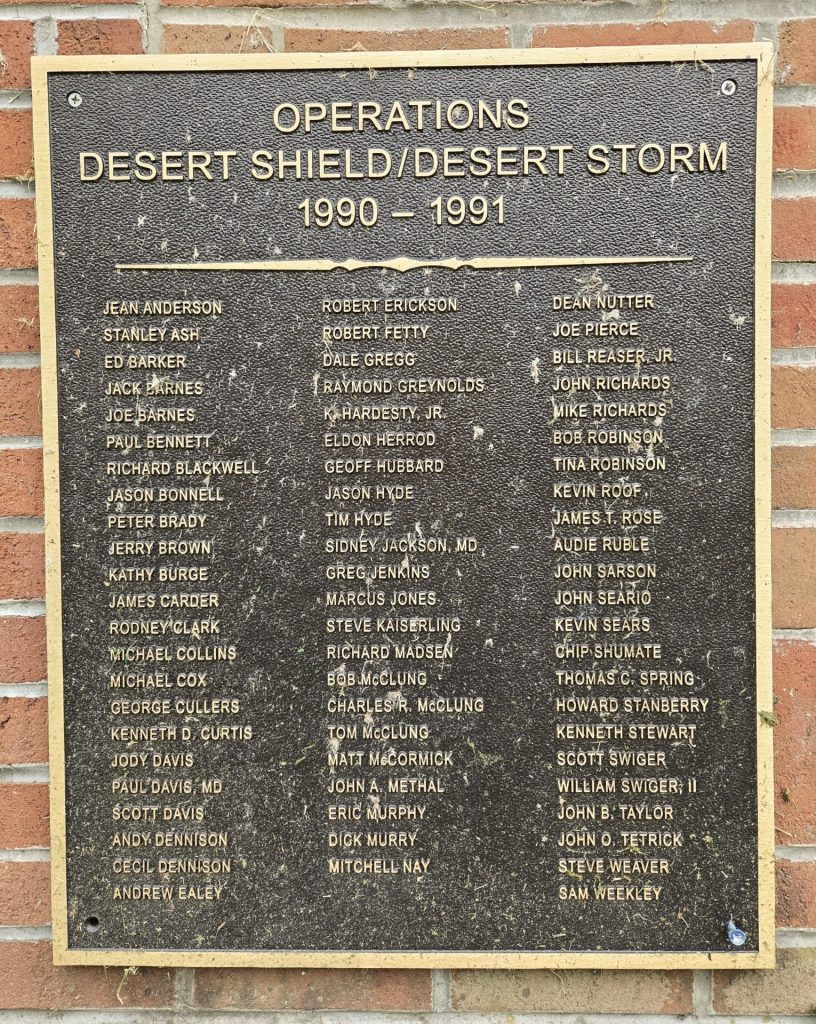 OPERATIONS
DESERT SHIELD/DESERT STORM
1990 – 1991
JEAN ANDERSON
STANLEY ASH
ED BARKER
JACK BARNES
JOE BARNES
PAUL BENNETT
RICHARD BLACKWELL
JASON BONNELL
PETER BRADY
JERRY BROWN
KATHY BURGE
JAMES CARDER
RODNEY CLARK
MICHAEL COLLINS
MICHAEL COX
GEORGE CULLERS
KENNETH D. CURTIS
JODY DAVIS
PAUL DAVIS, MD
SCOTT DAVIS
ANDY DENNISON
CECIL DENNISON
ANDREW EALEY
ROBERT ERICKSON
ROBERT FETTY
DALE GREGG
RAYMOND GREYNOLDS
K. HARDESTY, JR.
ELDON HERROD
GEOFF HUBBARD
JASON HYDE
TIM HYDE
SIDNEY JACKSON, MD
GREG JENKINS
MARCUS JONES
STEVE KAISERLING
RICHARD MADSEN
BOB McCLUNG
CHARLES R. McCLUNG
TOM McCLUNG
MATT McCORMICK
JOHN A. METHAL
ERIC MURPHY
DICK MURRY
MITCHELL NAY
DEAN NUTTER
JOE PIERCE
BILL REASER, JR.
JOHN RICHARDS
MIKE RICHARDS
BOB ROBINSON
TINA ROBINSON
KEVIN ROOF
JAMES T. ROSE
AUDIE RUBLE
JOHN SARSON
JOHN SEARIO
KEVIN SEARS
CHIP SHUMATE
THOMAS C. SPRING
HOWARD STANBERRY
KENNETH STEWART
SCOTT SWIGER
WILLIAM SWIGER, II
JOHN B. TAYLOR
JOHN O. TETRICK
STEVE WEAVER
SAM WEEKLEY